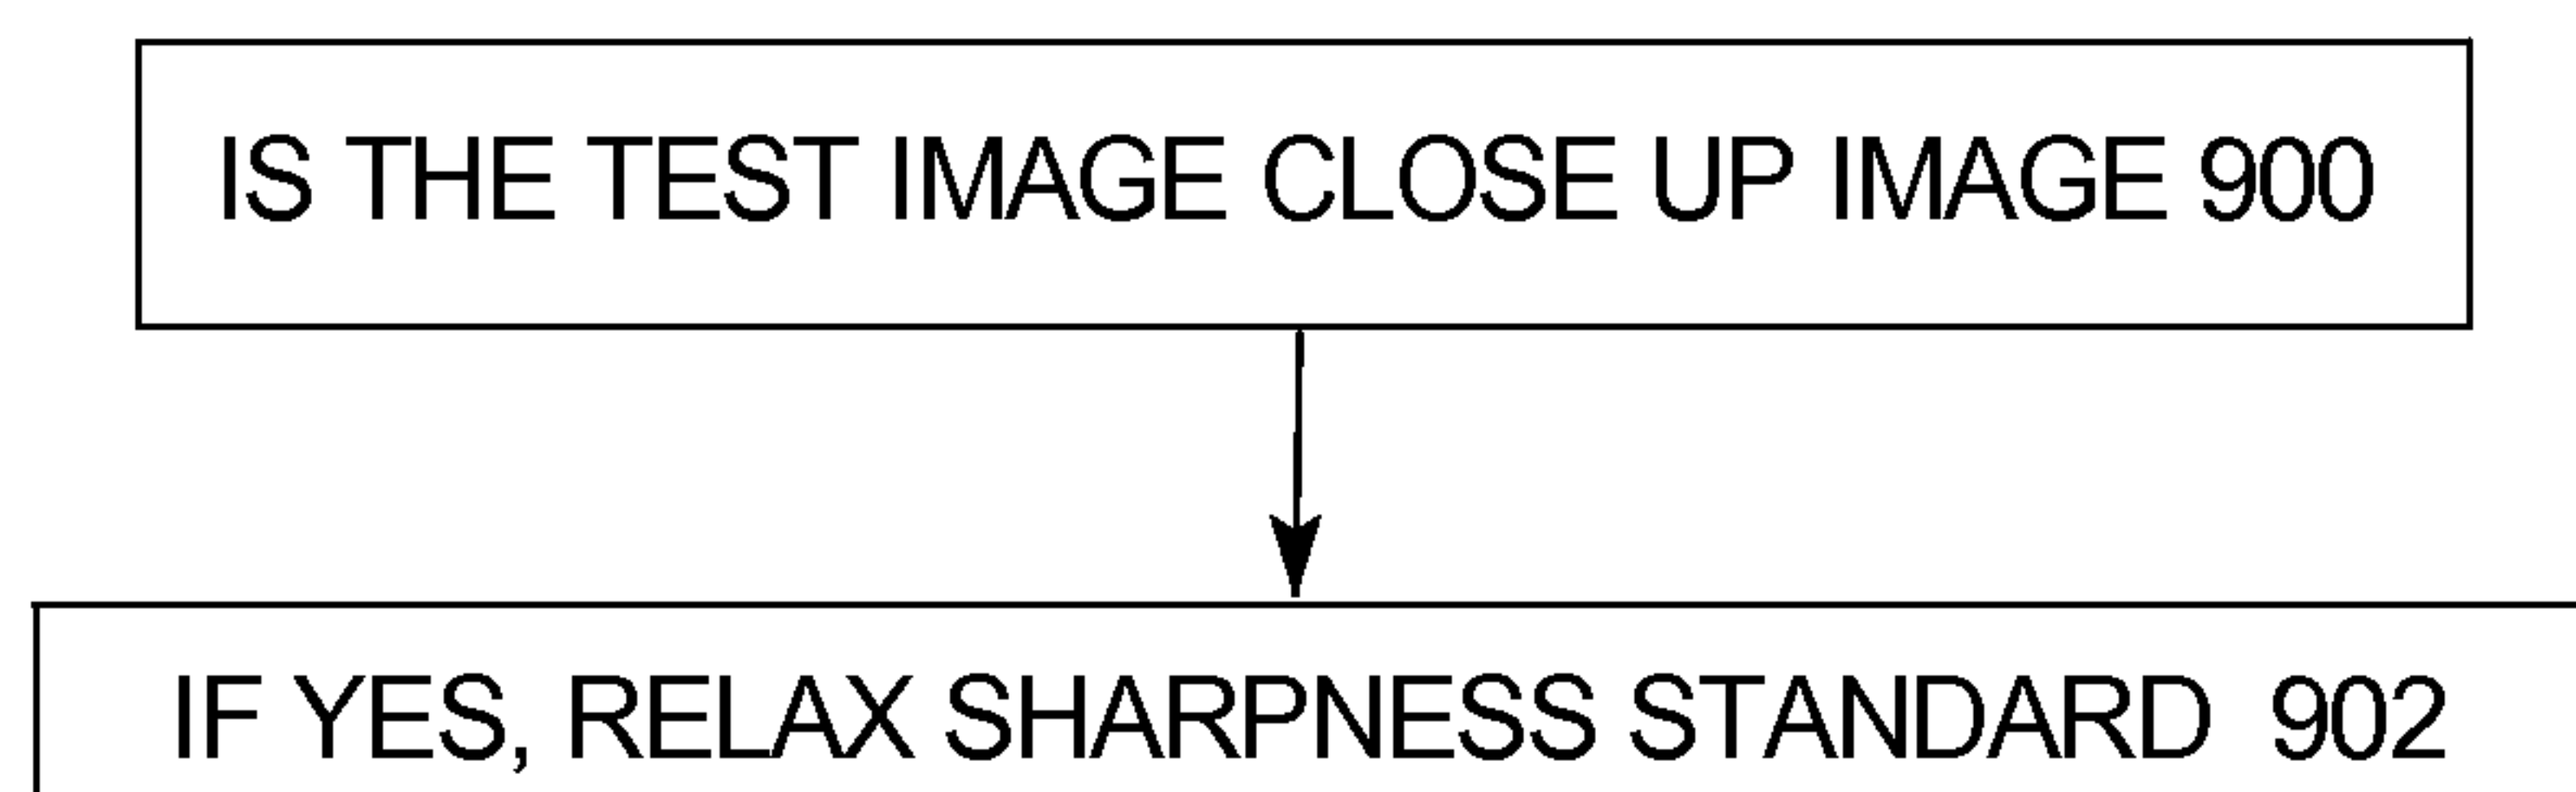 IS THE TEST IMAGE CLOSE UP IMAGE 900
IF YES, RELAX SHARPNESS STANDARD 902